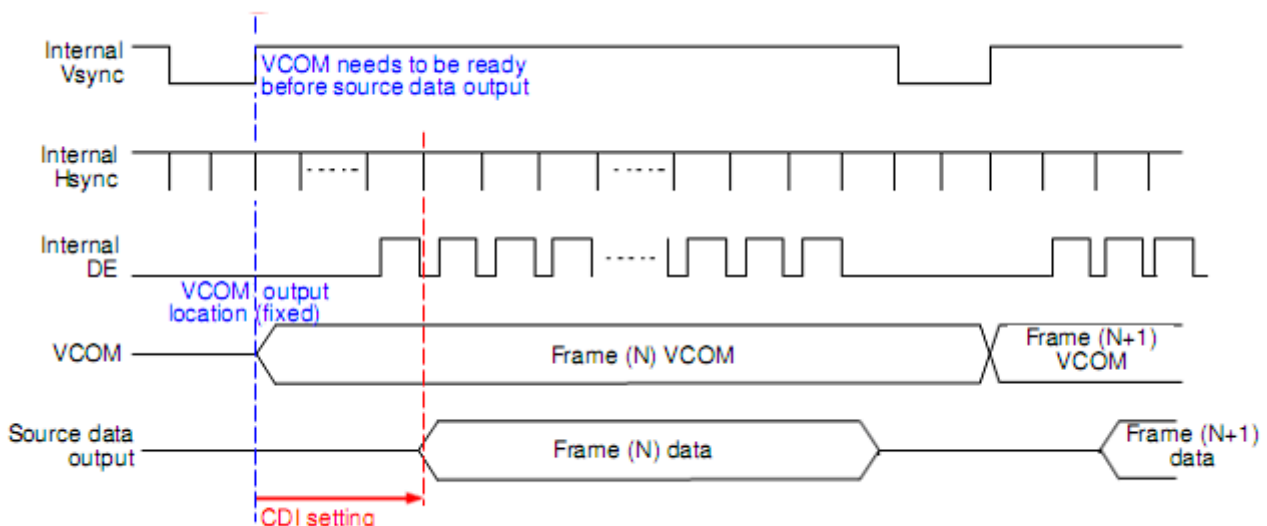 Internal
Vsync
VCOM needs to be ready
before source data output
Internal
Hsync
Internal
DE
VCOM output
location (fixed)
VCOM
Frame (N) VCOM
Frame (N+1)
VCOM
Source data
output
Frame (N) data
Frame (N+1)
data
CDI setting